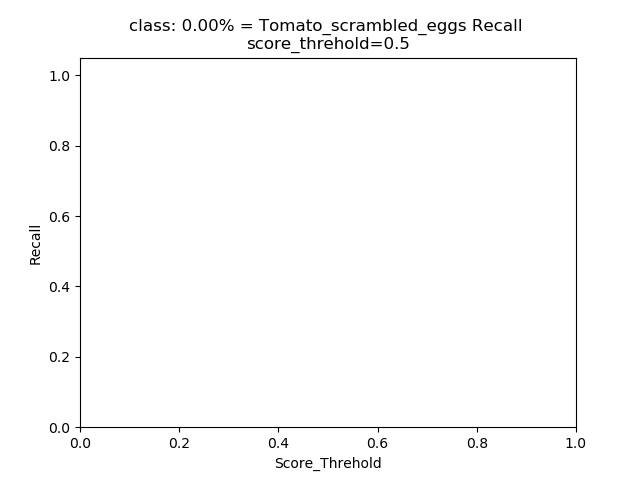 class: 0.00% = Tomato_scrambled_eggs Recall
score_threhold=0.5
1.0
0.8
0.6
0.4
0.2
0.0
Recall
0.0 0.2 0.4 0.6 0.8 1.0
Score_Threhold